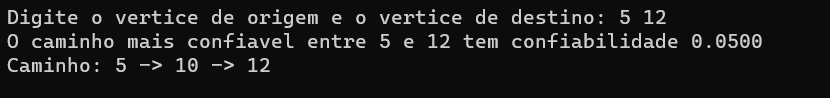 Digite o vertice de origem e o vertice de destino: 5 12
O caminho mais confiavel entre 5 e 12 tem confiabilidade 0.0500
Caminho: 5 -> 10 -> 12